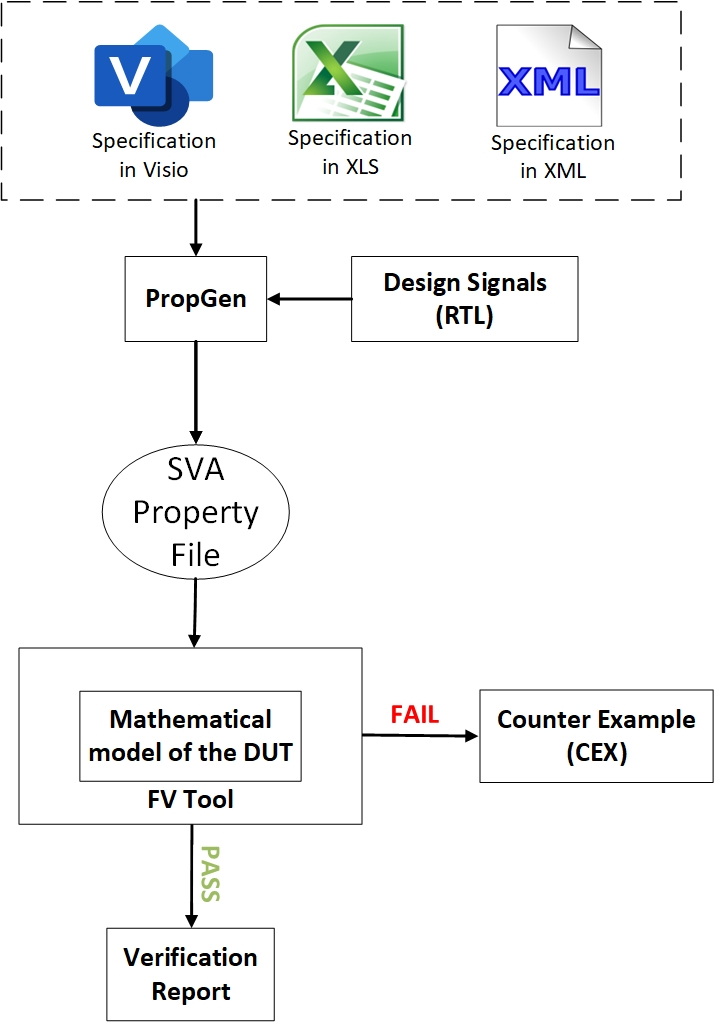 V
X
XML
Specification
in Visio
Specification
in XLS
Specification
in XML
PropGen
Design Signals
(RTL)
SVA
Property
File
Mathematical
model of the DUT
FV Tool
FAIL
Counter Example
(CEX)
PASS
Verification
Report